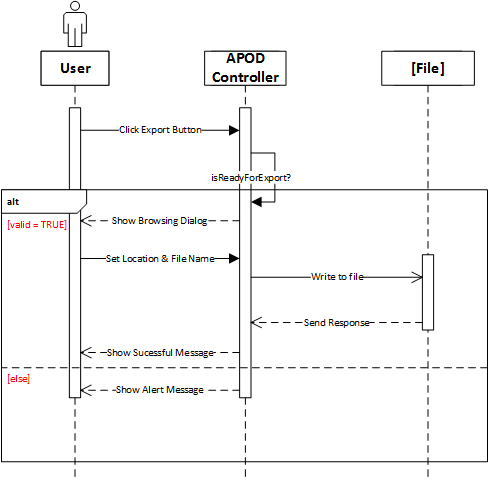 User
APOD
Controller
[File]
Click Export Button
isReadyForExport?
alt
[valid = TRUE]
Show Browsing Dialog
Set Location & File Name
Write to file
Send Response
Show Sucessful Message
[else]
Show Alert Message